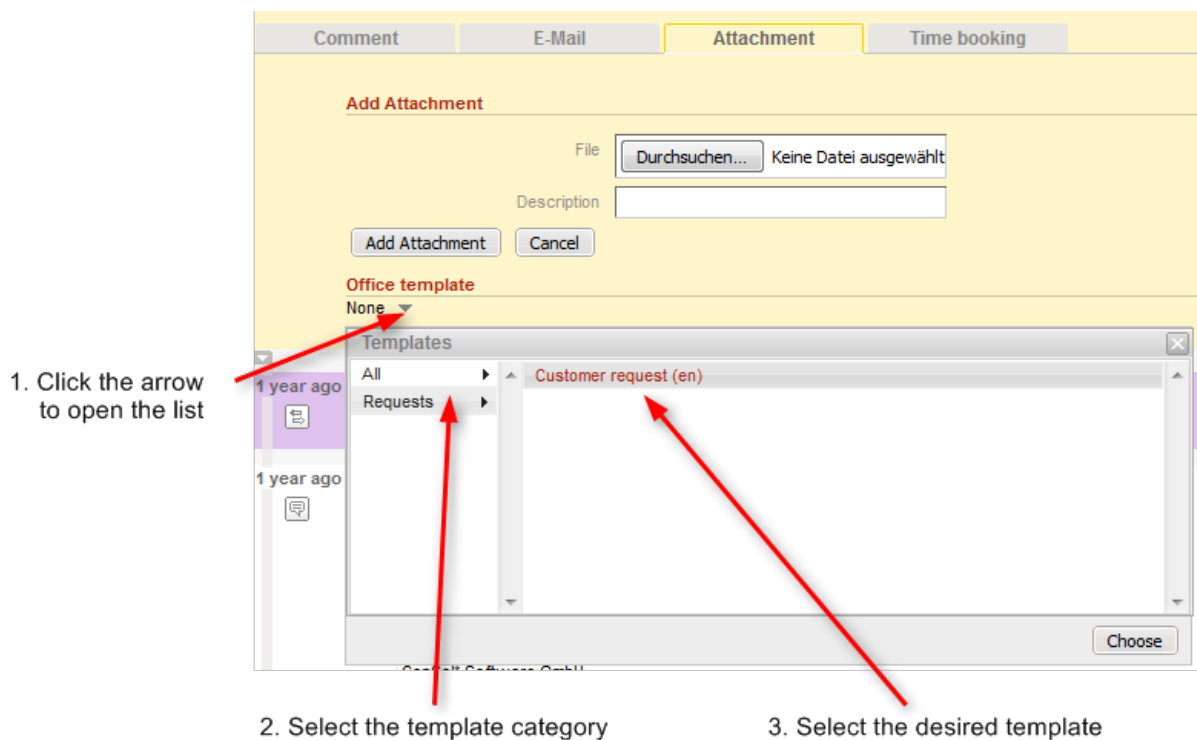 Comment E-Mail Attachment Time booking
Add Attachment
File Durchsuchen... Keine Datei ausgewählt
Description
Add Attachment Cancel
Office template
None
Templates
All Customer request (en)
Requests
1. Click the arrow
to open the list
1 year ago
1 year ago
Choose
2. Select the template category 3. Select the desired template